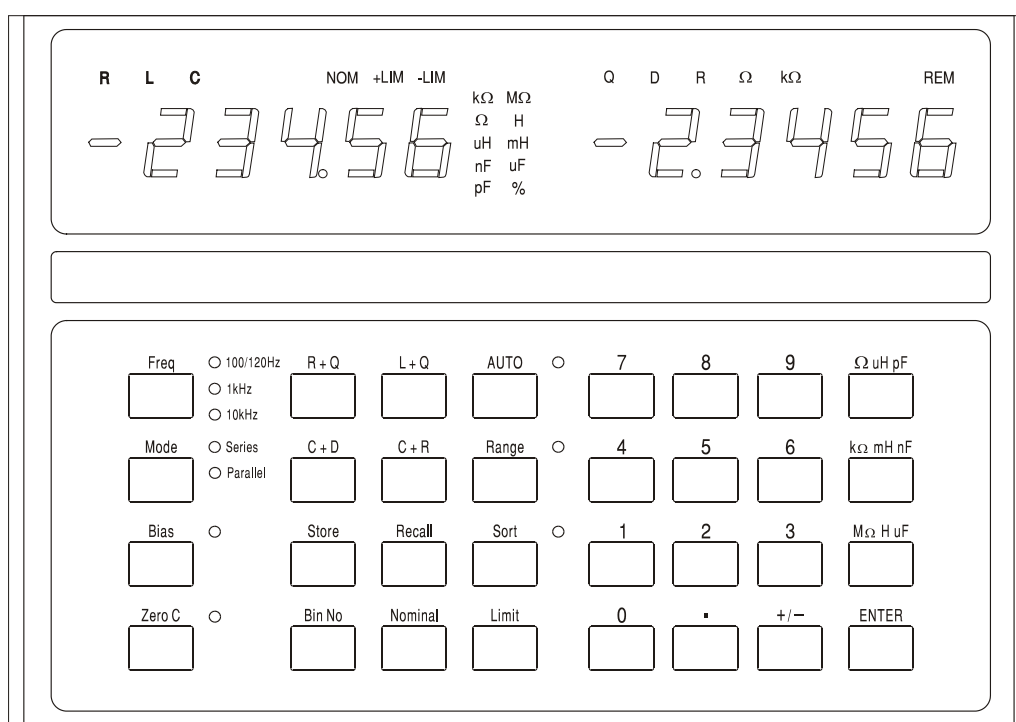 R L C NOM +LIM -LIM Q D R Ω kΩ REM
kΩ MΩ
Ω H
-234.56 uH mH -2.3456
nF uF
pF %
Freq 100/120Hz R + Q L + Q AUTO 7 8 9 Ω uH pF
1kHz
10kHz
Mode Series C + D C + R Range 4 5 6 kΩ mH nF
Parallel
Bias Store Recall Sort 1 2 3 MΩ H uF
Zero C Bin No Nominal Limit 0 . +/− ENTER